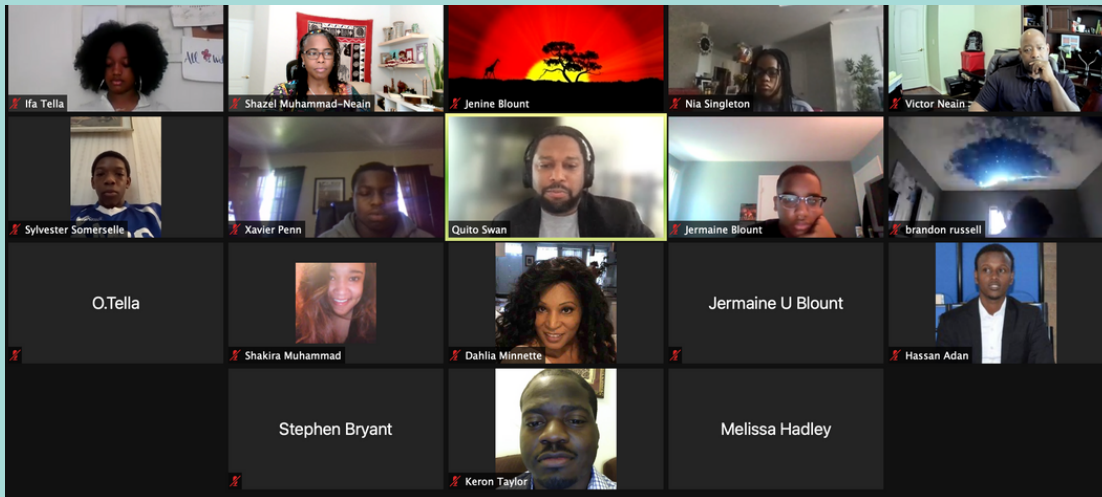 Ifa Tella
Shazel Muhammad-Neain
Jenine Blount
Nia Singleton
Victor Neain
Sylvester Somerselle
Xavier Penn
Quito Swan
Jermaine Blount
brandon russell
O.Tella
Shakira Muhammad
Dahlia Minnette
Jermaine U Blount
Hassan Adan
Stephen Bryant
Keron Taylor
Melissa Hadley